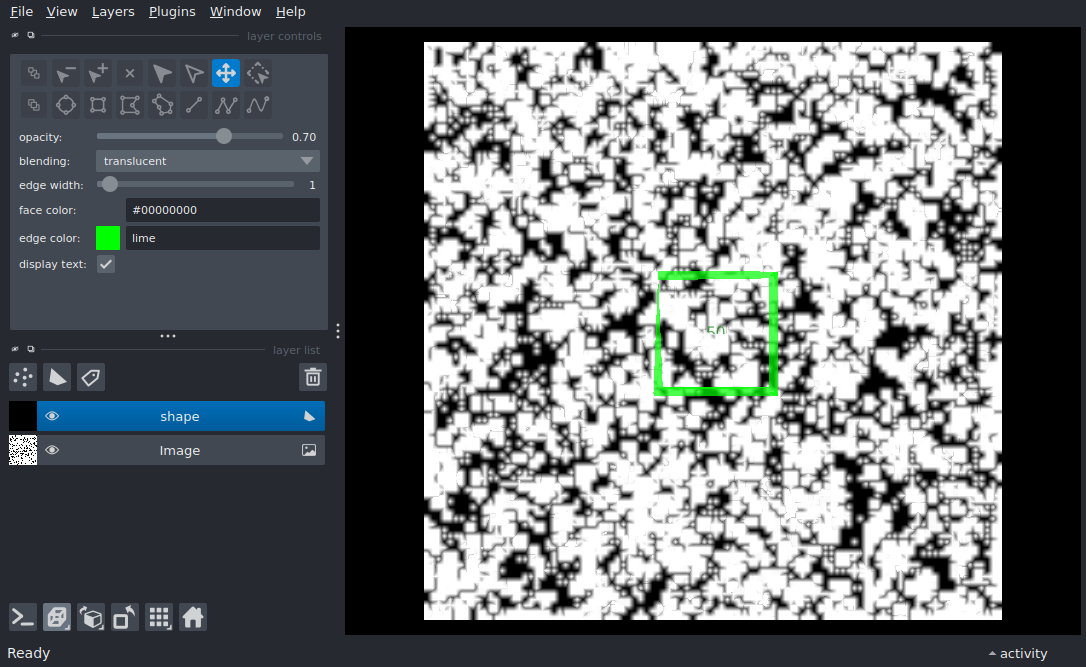 File View Layers Plugins Window Help
layer controls
opacity: 0.70
blending: translucent
edge width: 1
face color: #00000000
edge color: lime
display text:
layer list
shape
Image
50
Ready
activity